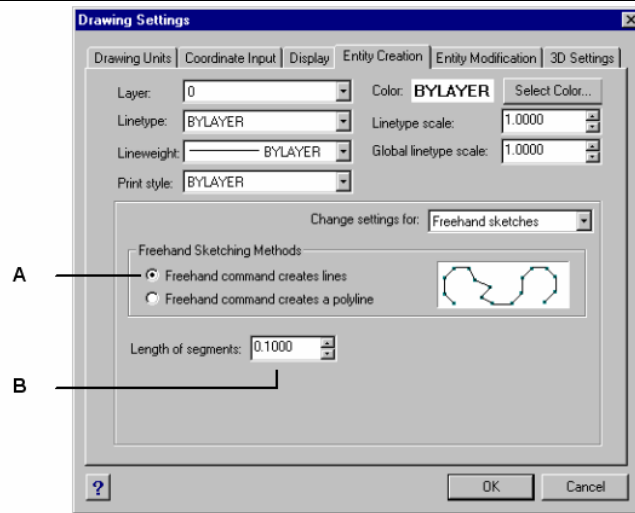 Drawing Settings
Drawing Units Coordinate Input Display Entity Creation Entity Modification 3D Settings
Layer: 0 Color: BYLAYER Select Color...
Linetype: BYLAYER Linetype scale: 1.0000
Lineweight: BYLAYER Global linetype scale: 1.0000
Print style: BYLAYER
Change settings for: Freehand sketches
Freehand Sketching Methods
A Freehand command creates lines
Freehand command creates a polyline
Length of segments: 0.1000
B
? OK Cancel